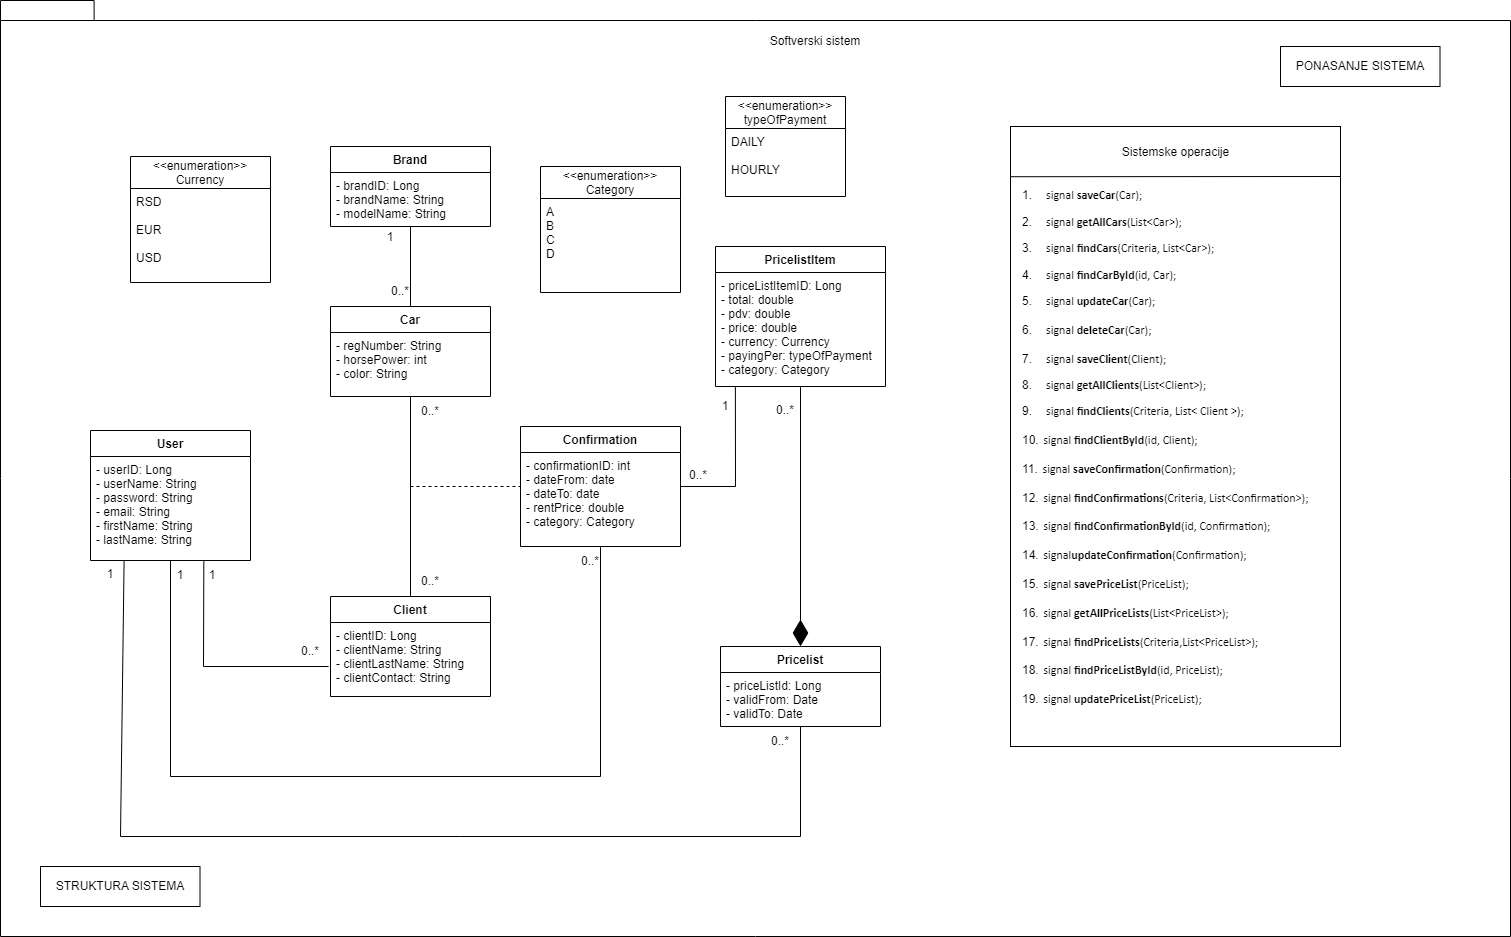 Softverski sistem
PONASANJE SISTEMA
<<enumeration>>
typeOfPayment
DAILY
HOURLY
<<enumeration>>
Currency
RSD
EUR
USD
Brand
- brandID: Long
- brandName: String
- modelName: String
1
0..*
<<enumeration>>
Category
A
B
C
D
PricelistItem
- priceListItemID: Long
- total: double
- pdv: double
- price: double
- currency: Currency
- payingPer: typeOfPayment
- category: Category
1
0..*
0..*
Car
- regNumber: String
- horsePower: int
- color: String
0..*
0..*
User
- userID: Long
- userName: String
- password: String
- email: String
- firstName: String
- lastName: String
1
1
1
Confirmation
- confirmationID: int
- dateFrom: date
- dateTo: date
- rentPrice: double
- category: Category
0..*
0..*
Client
- clientID: Long
- clientName: String
- clientLastName: String
- clientContact: String
Pricelist
- priceListId: Long
- validFrom: Date
- validTo: Date
0..*
Sistemske operacije
1. signal saveCar(Car);
2. signal getAllCars(List<Car>);
3. signal findCars(Criteria, List<Car>);
4. signal findCarById(id, Car);
5. signal updateCar(Car);
6. signal deleteCar(Car);
7. signal saveClient(Client);
8. signal getAllClients(List<Client>);
9. signal findClients(Criteria, List< Client >);
10. signal findClientById(id, Client);
11. signal saveConfirmation(Confirmation);
12. signal findConfirmations(Criteria, List<Confirmation>);
13. signal findConfirmationById(id, Confirmation);
14. signalupdateConfirmation(Confirmation);
15. signal savePriceList(PriceList);
16. signal getAllPriceLists(List<PriceList>);
17. signal findPriceLists(Criteria,List<PriceList>);
18. signal findPriceListById(id, PriceList);
19. signal updatePriceList(PriceList);
STRUKTURA SISTEMA